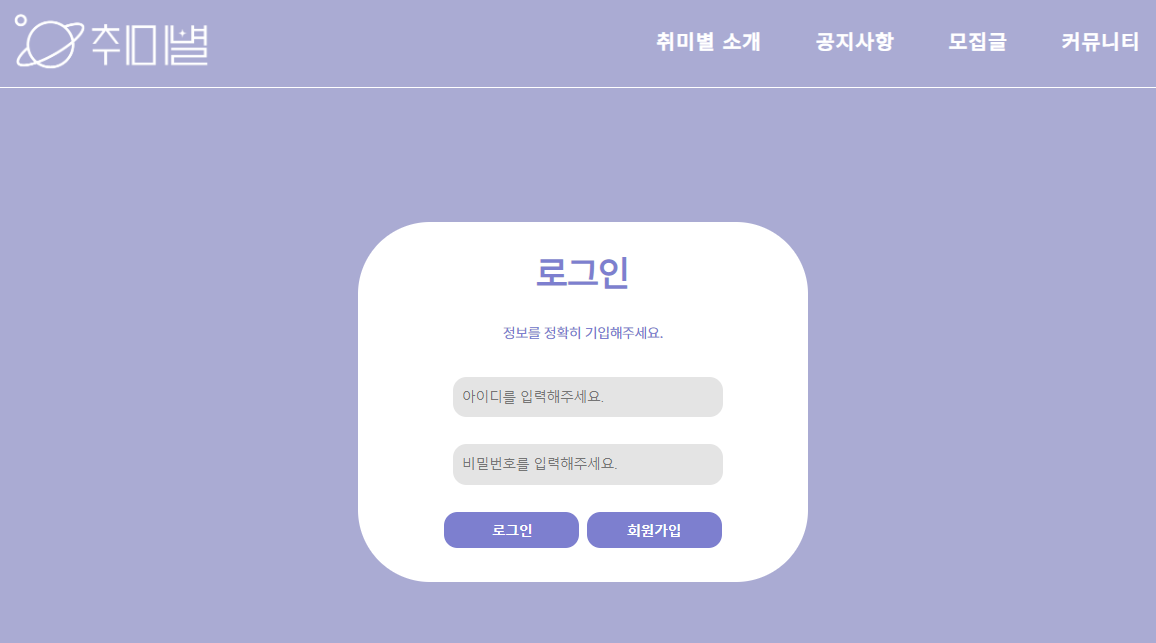 취미별
취미별 소개 공지사항 모집글 커뮤니티
로그인
정보를 정확히 기입해주세요.
아이디를 입력해주세요.
비밀번호를 입력해주세요.
로그인 회원가입